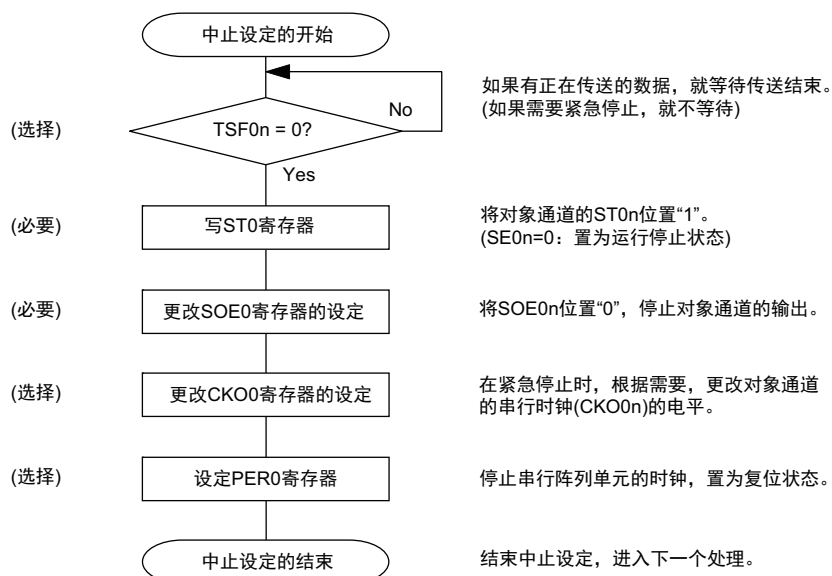 中止设定的开始
如果有正在传送的数据，就等待传送结束。
(如果需要紧急停止，就不等待)
No
(选择)
TSF0n = 0?
Yes
(必要)
写ST0寄存器
将对象通道的ST0n位置“1”。
(SE0n=0：置为运行停止状态)
(必要)
更改SOE0寄存器的设定
将SOE0n位置“0”，停止对象通道的输出。
(选择)
更改CKO0寄存器的设定
在紧急停止时，根据需要，更改对象通道
的串行时钟(CKO0n)的电平。
(选择)
设定PER0寄存器
停止串行阵列单元的时钟，置为复位状态。
中止设定的结束
结束中止设定，进入下一个处理。